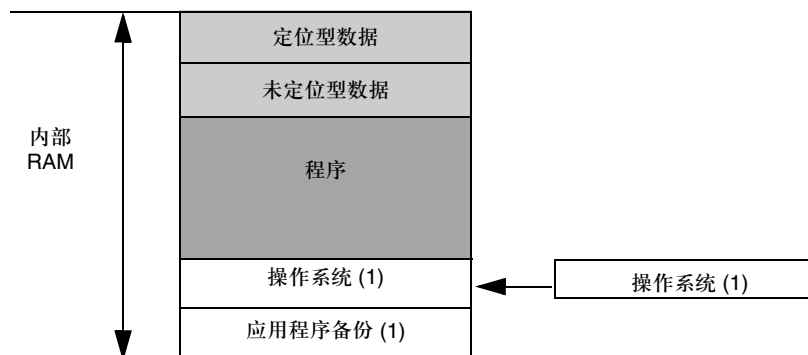 定位型数据
未定位型数据
内部
RAM
程序
操作系统 (1)
操作系统 (1)
应用程序备份 (1)